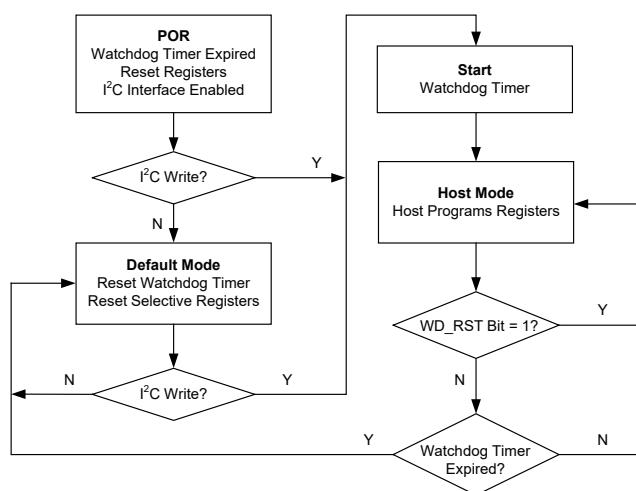 POR
Watchdog Timer Expired
Reset Registers
I²C Interface Enabled
I²C Write?
Y
N
Default Mode
Reset Watchdog Timer
Reset Selective Registers
N
I²C Write?
Y
Start
Watchdog Timer
Host Mode
Host Programs Registers
WD_RST Bit = 1?
Y
N
Y
Watchdog Timer
Expired?
N